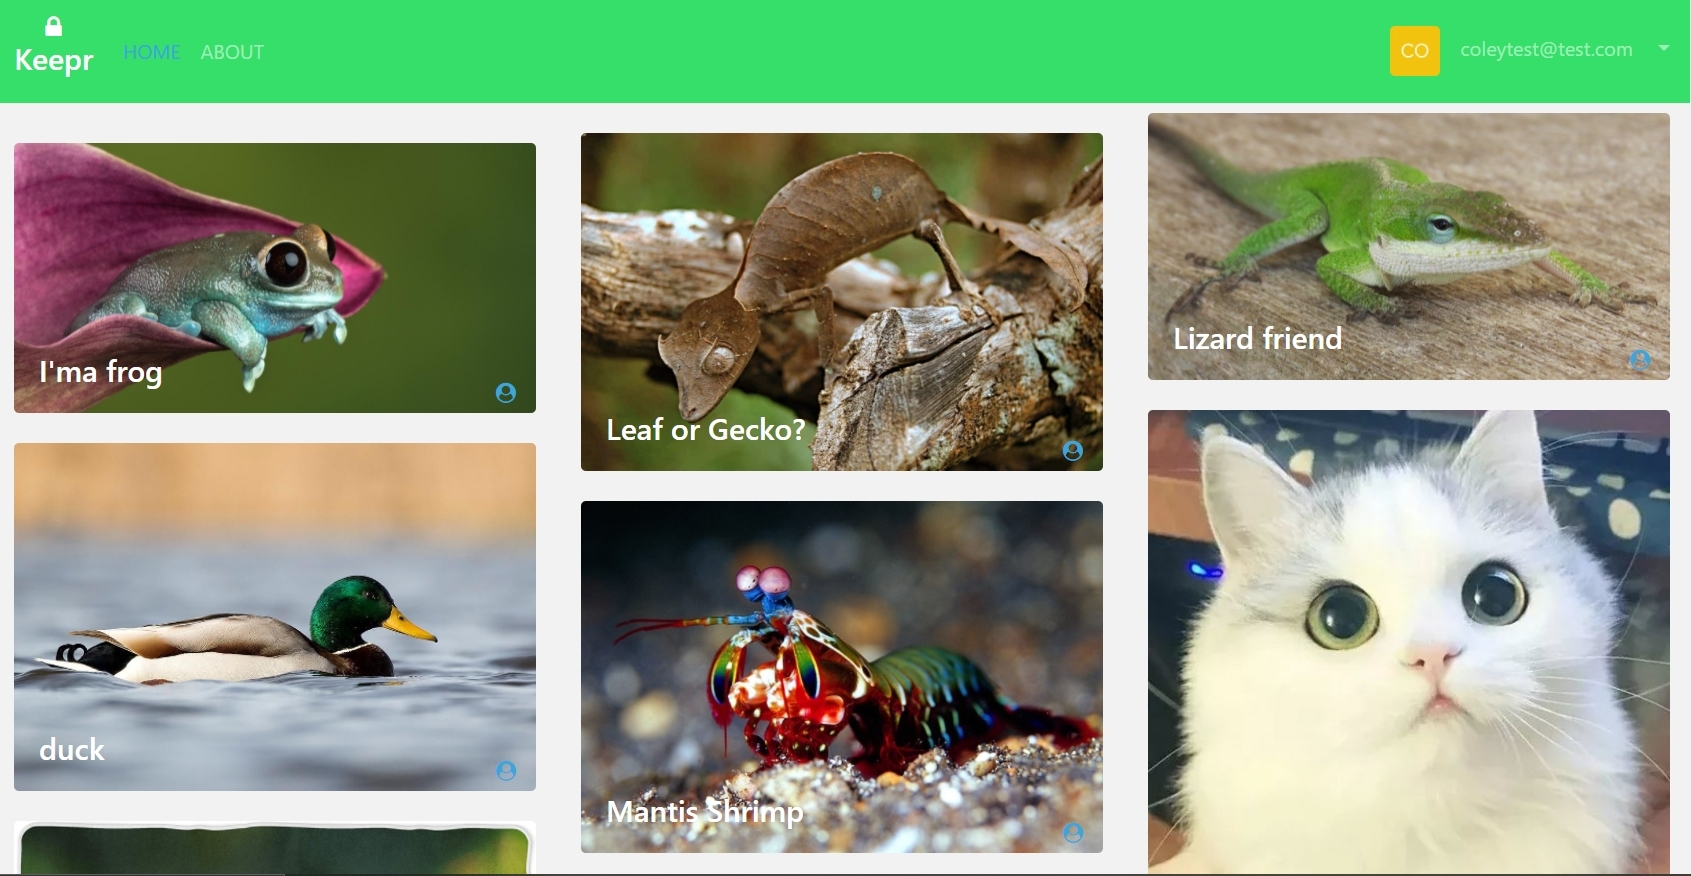 Keepr
HOME
ABOUT
CO
coleytest@test.com
I'ma frog
Leaf or Gecko?
Lizard friend
duck
Mantis Shrimp